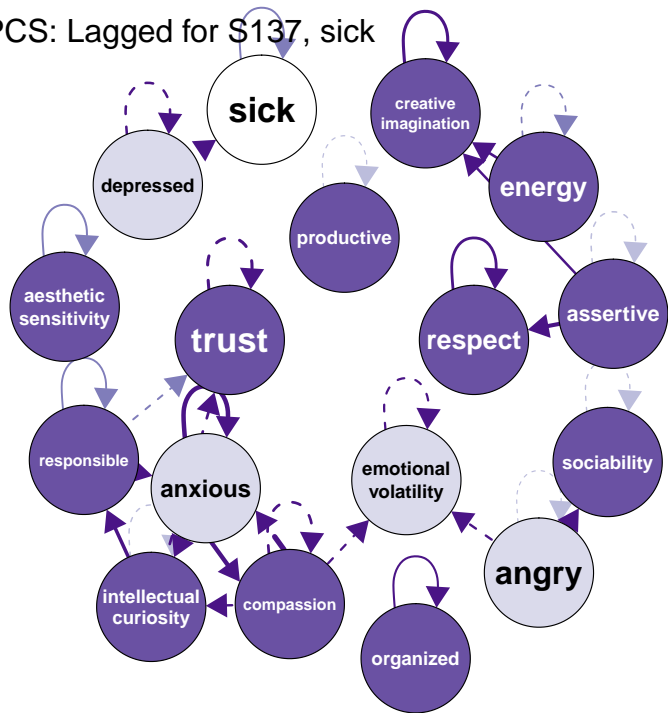 PCS: Lagged for S137, sick
sick
creative
imagination
depressed
energy
productive
aesthetic
sensitivity
trust
respect
assertive
responsible
anxious
emotional
volatility
sociability
angry
intellectual
curiosity
compassion
organized